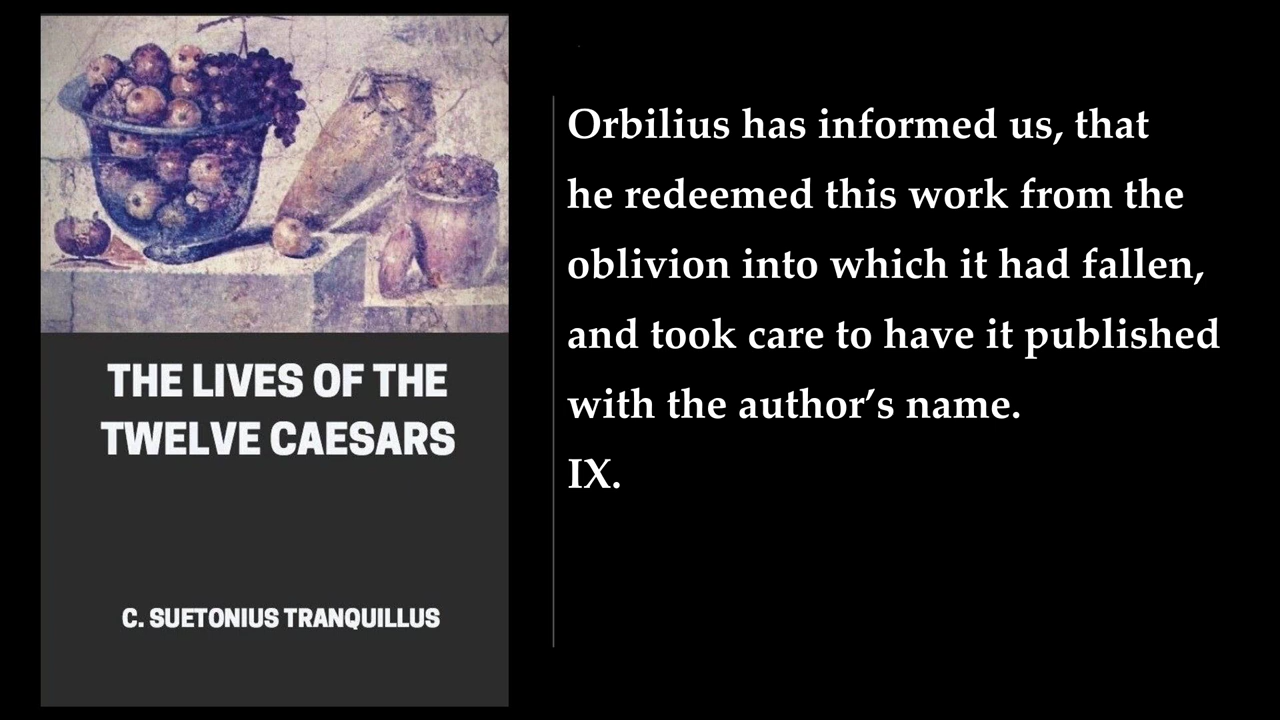 THE LIVES OF THE
TWELVE CAESARS
C. SUETONIUS TRANQUILLUS
Orbilius has informed us, that
he redeemed this work from the
oblivion into which it had fallen,
and took care to have it published
with the author’s name.
IX.